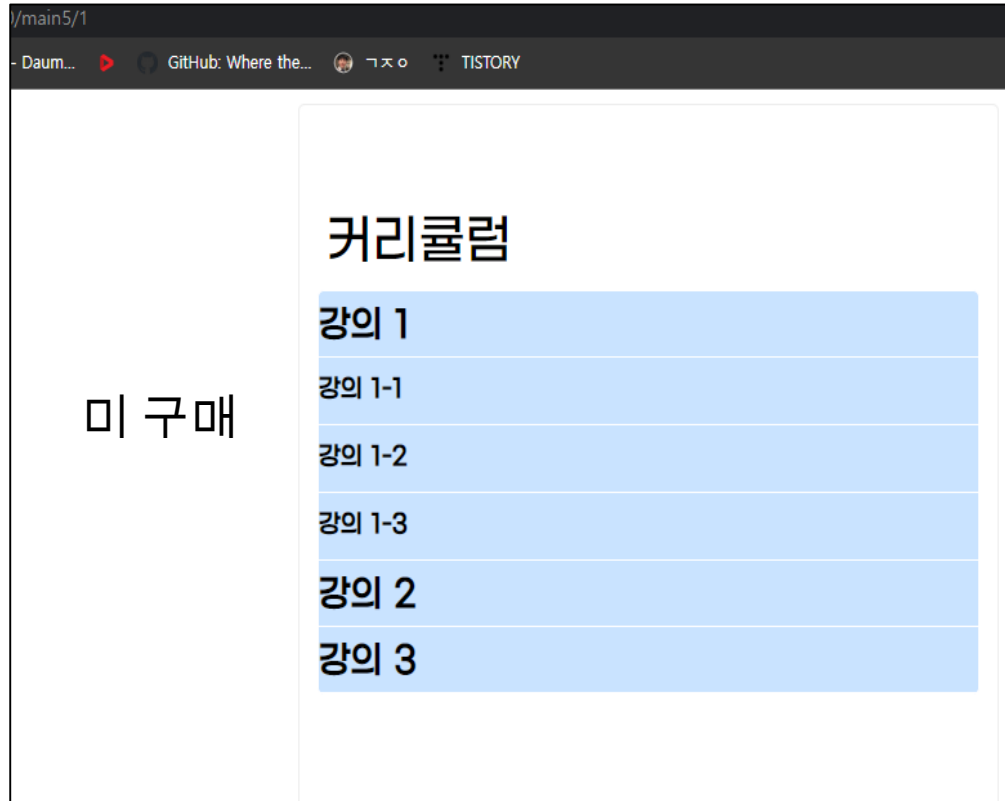 )/main5/1
- Daum...
GitHub: Where the...
ㄱㅈㅇ
TISTORY
커리큘럼
강의 1
강의 1-1
미 구매
강의 1-2
강의 1-3
강의 2
강의 3